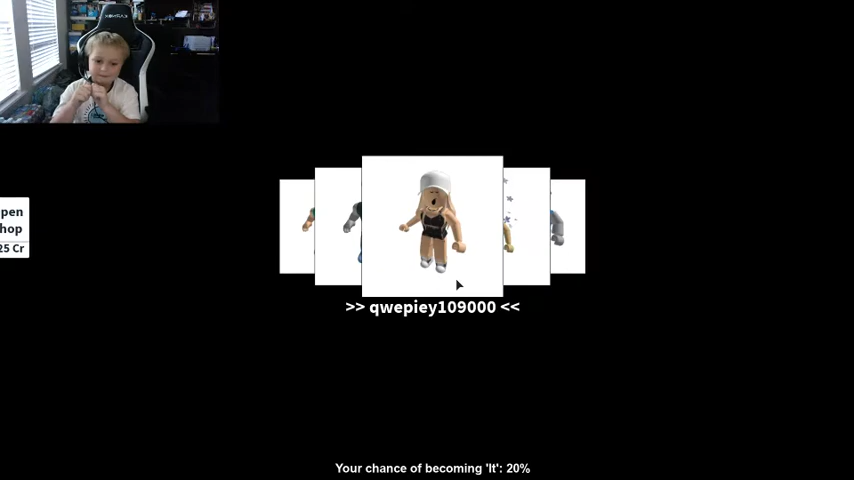 pen
hop
25 Cr
>> qwepiey109000 <<
Your chance of becoming 'It': 20%